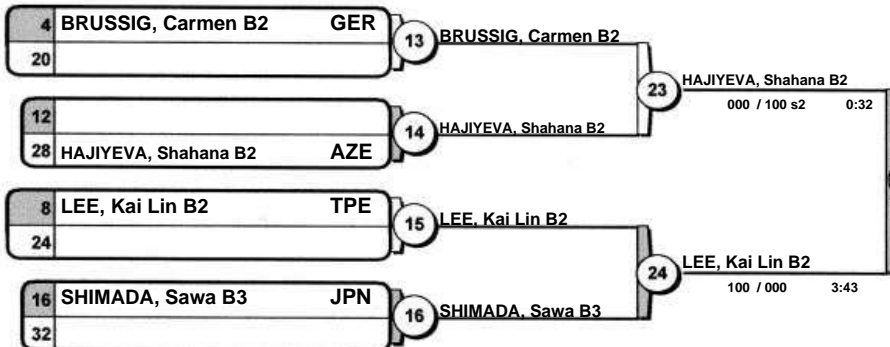 4 BRUSSIG, Carmen B2 GER
20
13 BRUSSIG, Carmen B2
12
28 HAJIYEVA, Shahana B2 AZE
14 HAJIYEVA, Shahana B2
23 HAJIYEVA, Shahana B2
000 / 100 s2 0:32
8 LEE, Kai Lin B2 TPE
24
15 LEE, Kai Lin B2
16 SHIMADA, Sawa B3 JPN
32
16 SHIMADA, Sawa B3
24 LEE, Kai Lin B2
100 / 000 3:43